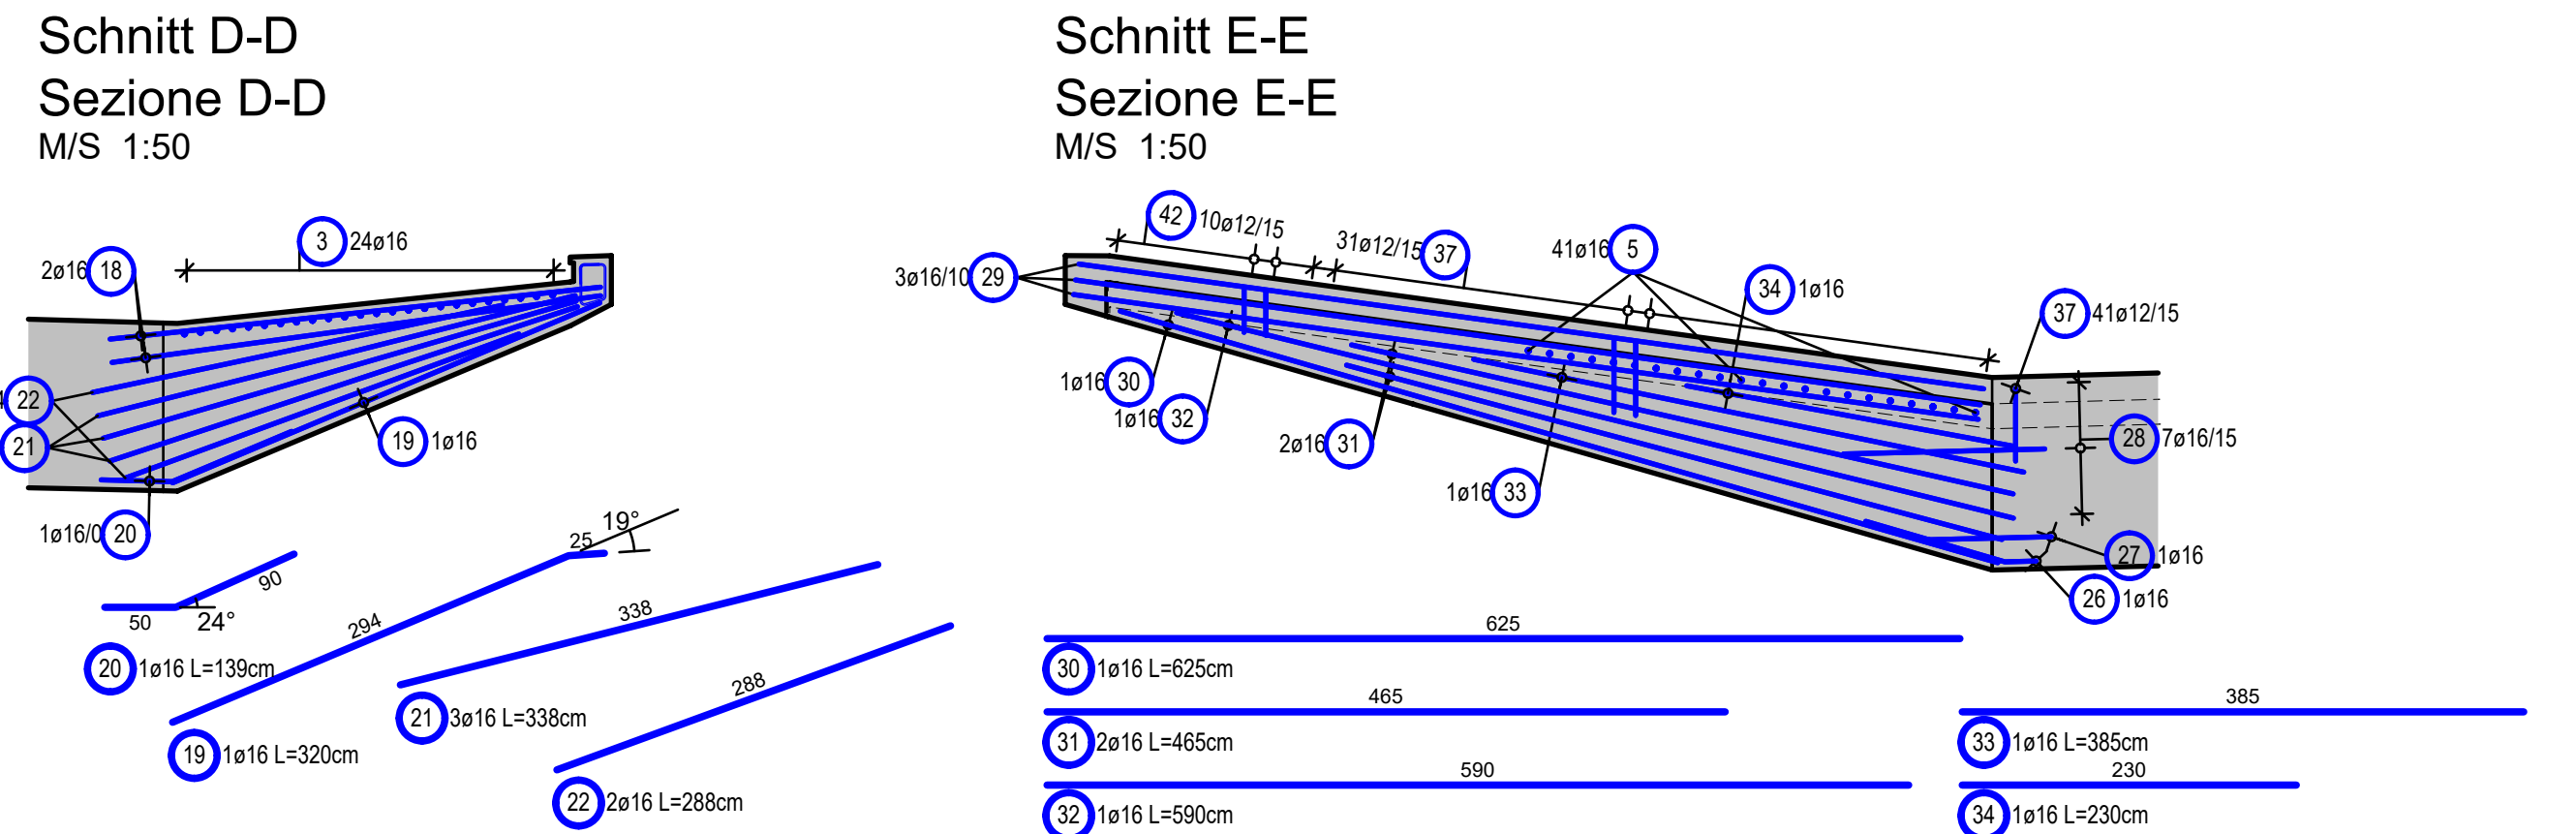 Schnitt D-D
Sezione D-D
M/S 1:50
3 24ø16
2ø16 18
22
21
19 1ø16
1ø16/0 20
50
90
24°
20 1ø16 L=139cm
294
25
19°
19 1ø16 L=320cm
338
21 3ø16 L=338cm
288
22 2ø16 L=288cm
Schnitt E-E
Sezione E-E
M/S 1:50
42 10ø12/15
31ø12/15 37
41ø16 5
34 1ø16
3ø16/10 29
37 41ø12/15
1ø16 30
1ø16 32
2ø16 31
28 7ø16/15
1ø16 33
27 1ø16
26 1ø16
625
30 1ø16 L=625cm
465
31 2ø16 L=465cm
590
32 1ø16 L=590cm
385
33 1ø16 L=385cm
230
34 1ø16 L=230cm